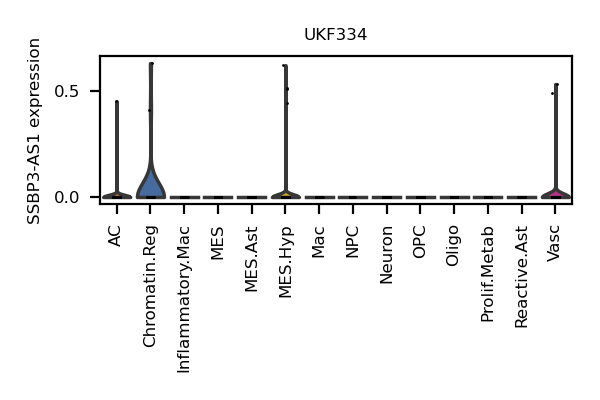 UKF334
SSBP3-AS1 expression
0.5
0.0
AC
Chromatin.Reg
Inflammatory.Mac
MES
MES.Ast
MES.Hyp
Mac
NPC
Neuron
OPC
Oligo
Prolif.Metab
Reactive.Ast
Vasc